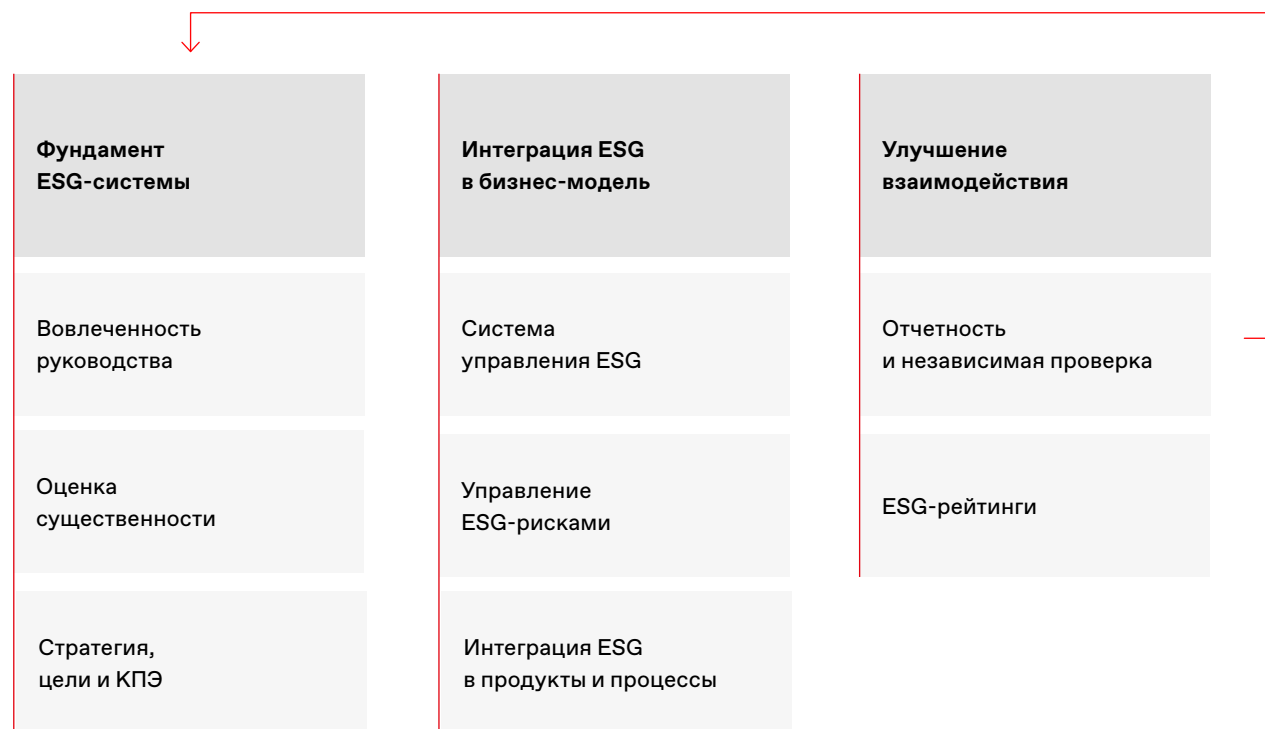 Фундамент
ESG-системы
Вовлеченность
руководства
Оценка
существенности
Стратегия,
цели и КПЭ
Интеграция ESG
в бизнес-модель
Система
управления ESG
Управление
ESG-рисками
Интеграция ESG
в продукты и процессы
Улучшение
взаимодействия
Отчетность
и независимая проверка
ESG-рейтинги